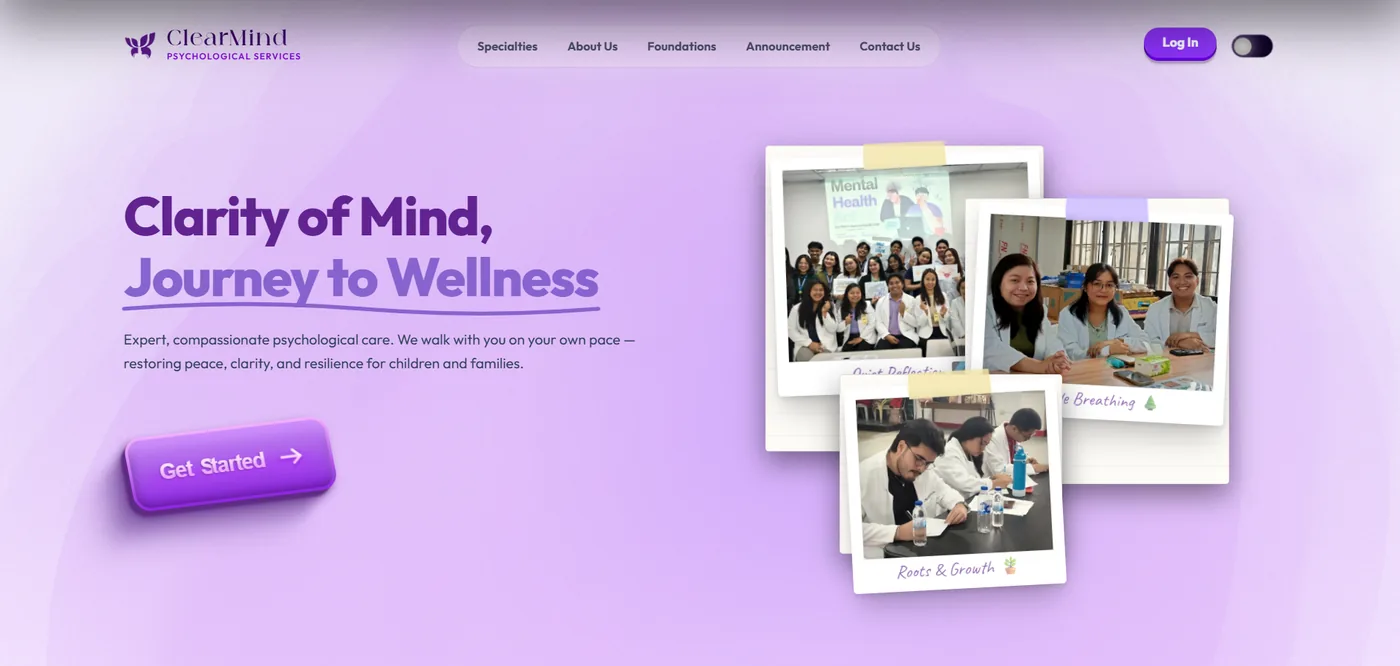 ClearMind
PSYCHOLOGICAL SERVICES
Specialties
About Us
Foundations
Announcement
Contact Us
Log In
Clarity of Mind,
Journey to Wellness
Expert, compassionate psychological care. We walk with you on your own pace —
restoring peace, clarity, and resilience for children and families.
Get Started →
Mental
Health
Quiet Reflection
Breathing
Roots & Growth